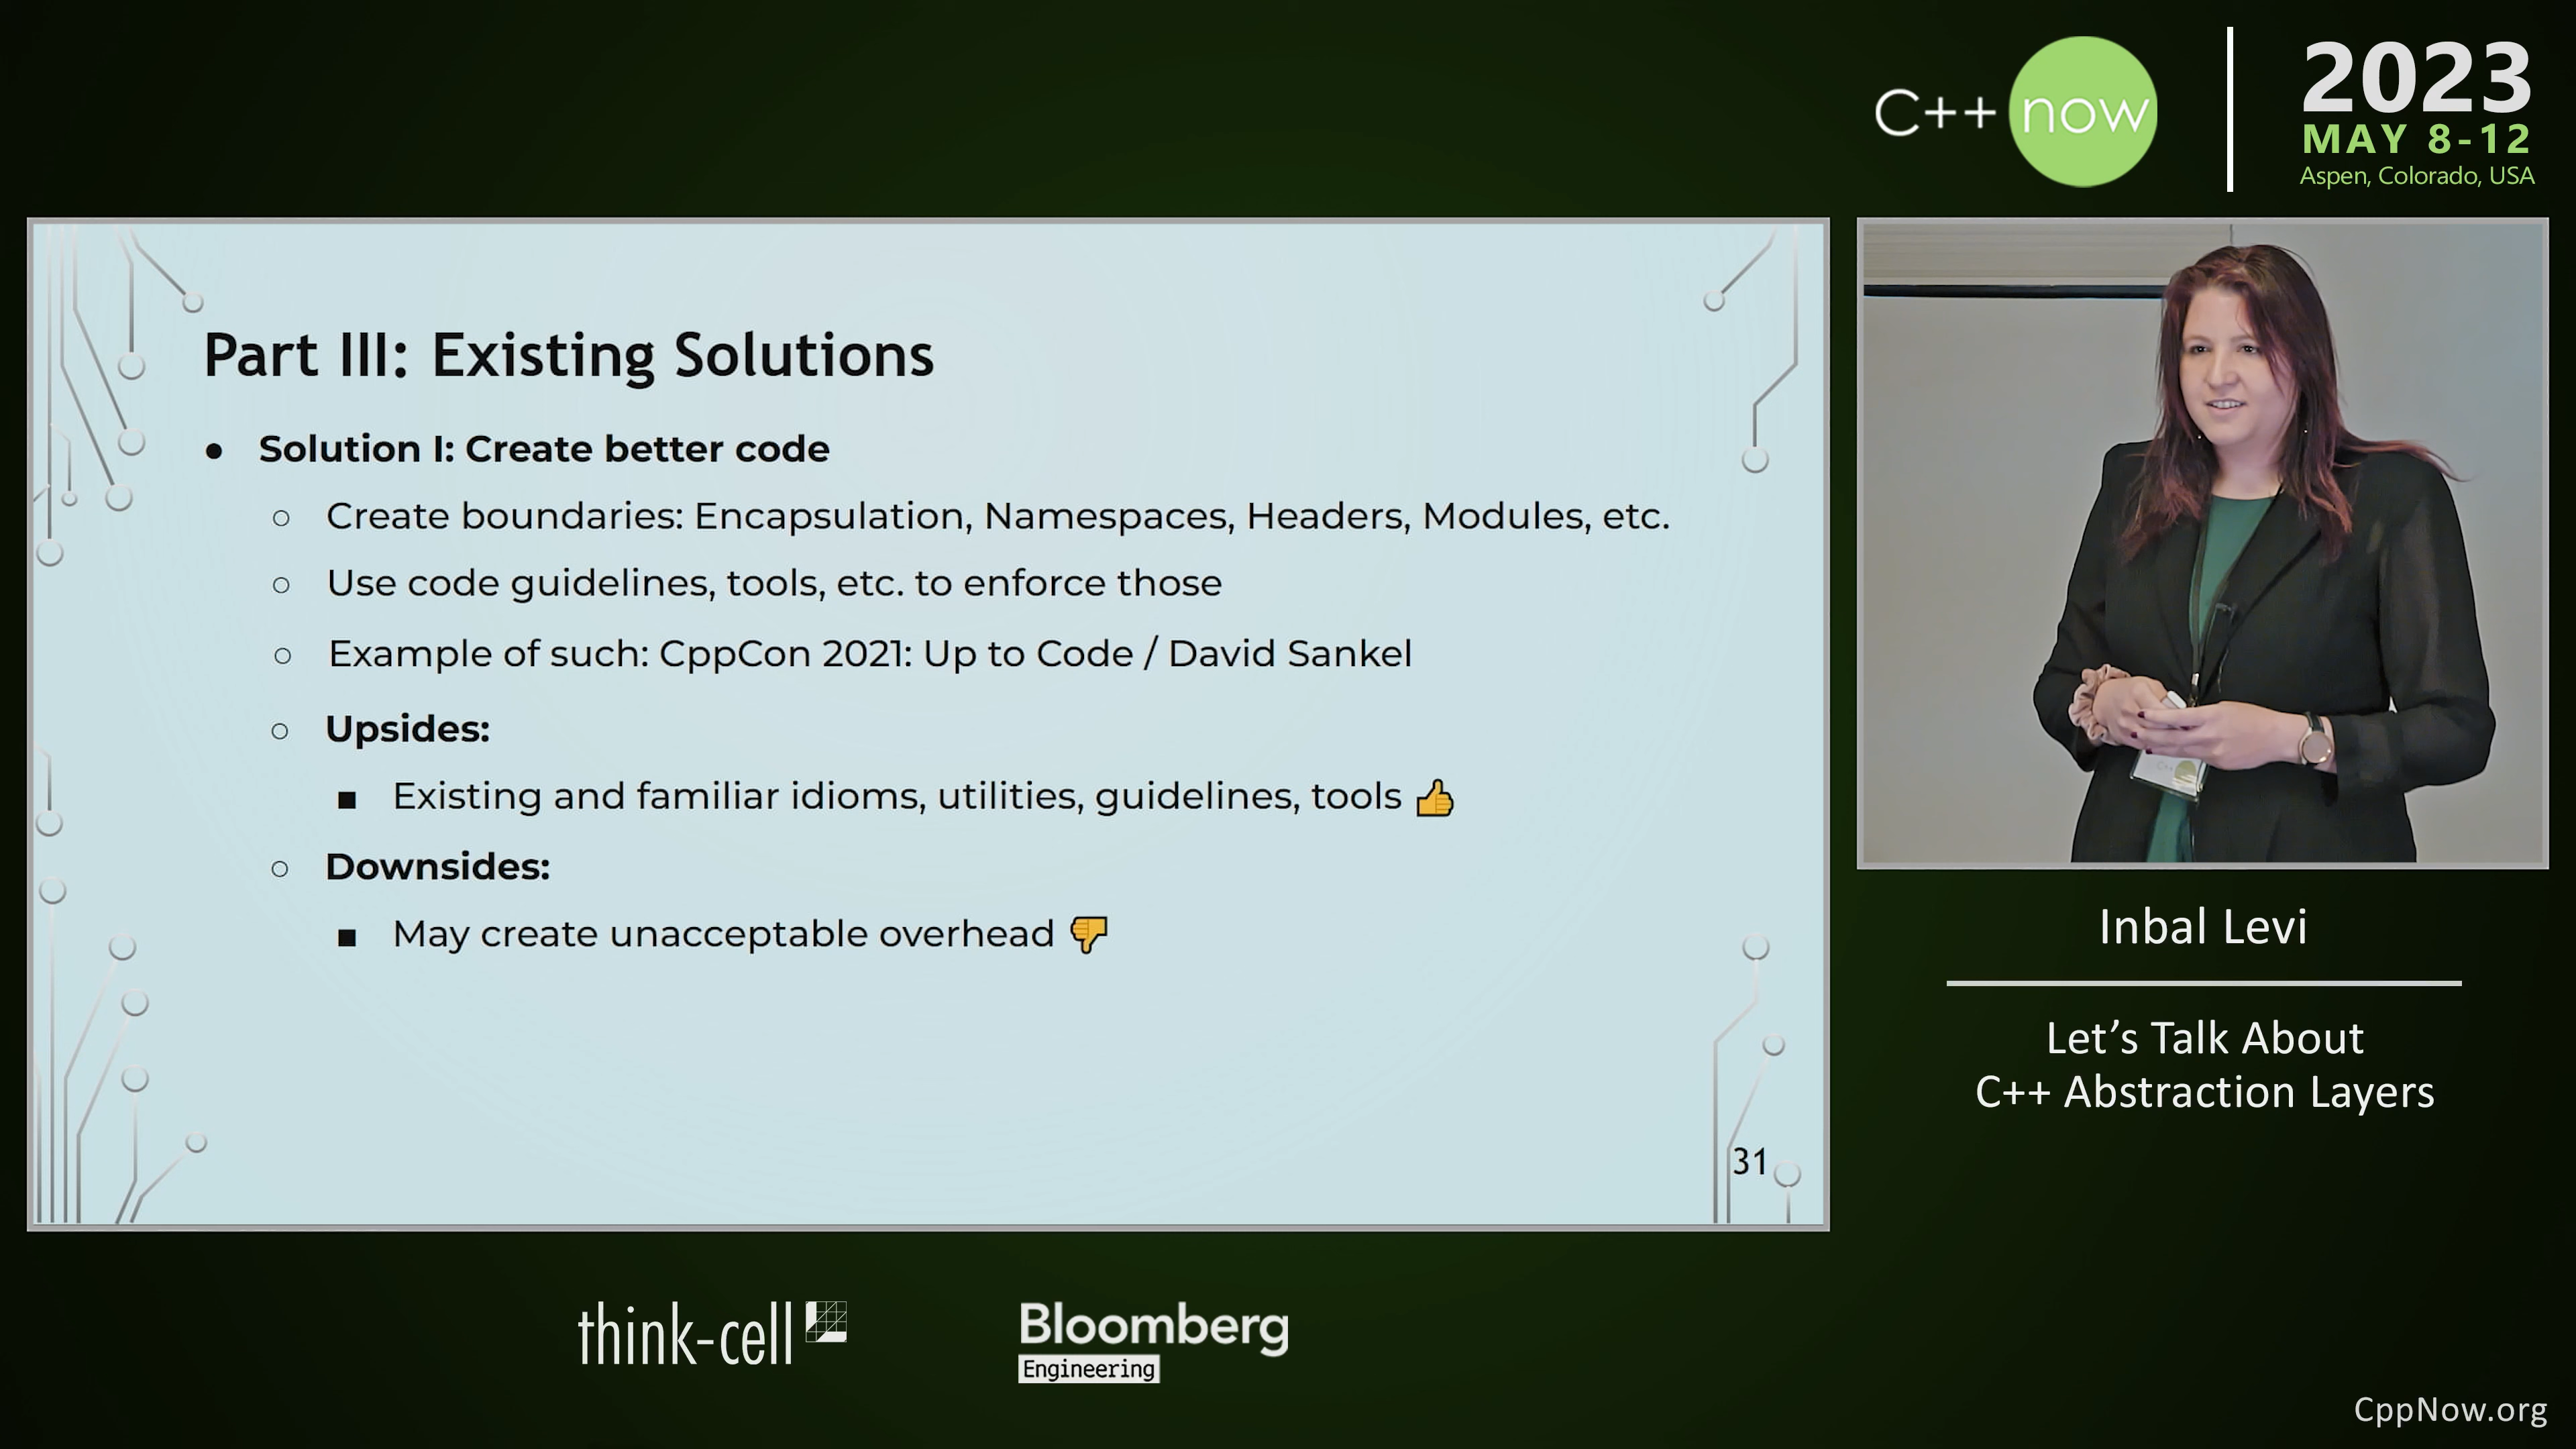 C++ now
2023
MAY 8-12
Aspen, Colorado, USA
Part III: Existing Solutions
● Solution I: Create better code
○ Create boundaries: Encapsulation, Namespaces, Headers, Modules, etc.
○ Use code guidelines, tools, etc. to enforce those
○ Example of such: CppCon 2021: Up to Code / David Sankel
○ Upsides:
■ Existing and familiar idioms, utilities, guidelines, tools 👍
○ Downsides:
■ May create unacceptable overhead 👎
31
Inbal Levi
Let’s Talk About
C++ Abstraction Layers
think-cell
Bloomberg
Engineering
CppNow.org